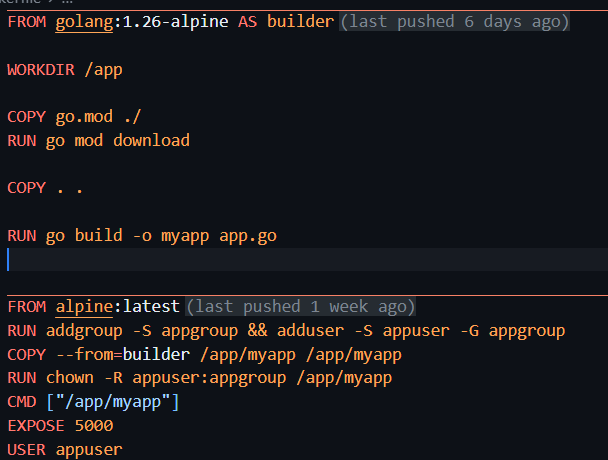 FROM golang:1.26-alpine AS builder (last pushed 6 days ago)
WORKDIR /app
COPY go.mod ./
RUN go mod download
COPY . .
RUN go build -o myapp app.go
FROM alpine:latest (last pushed 1 week ago)
RUN addgroup -S appgroup && adduser -S appuser -G appgroup
COPY --from=builder /app/myapp /app/myapp
RUN chown -R appuser:appgroup /app/myapp
CMD ["/app/myapp"]
EXPOSE 5000
USER appuser